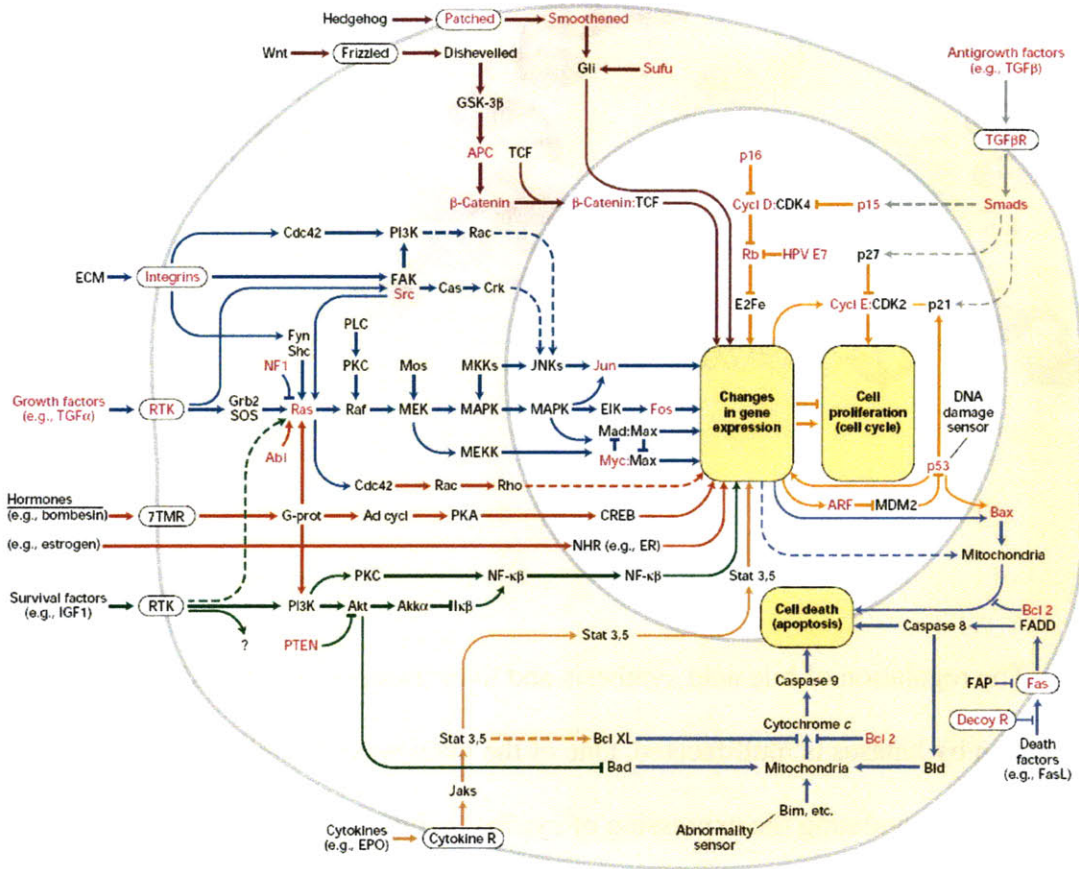 Hedgehog
Patched
Smoothened
Wnt
Frizzled
Dishevelled
Gli
Sufu
Antigrowth factors
(e.g., TGFβ)
GSK-3β
TGFβR
APC
TCF
p16
β-Catenin
β-Catenin:TCF
Cycl D:CDK4
p15
Smads
Cdc42
PI3K
Rac
Rb
HPV E7
p27
ECM
Integrins
FAK
Src
Cas
Crk
E2Fe
Cycl E:CDK2
p21
Fyn
Shc
PLC
NF1
PKC
Mos
MKKs
JNKs
Jun
Growth factors
(e.g., TGFα)
RTK
Grb2
SOS
Ras
Raf
MEK
MAPK
MAPK
ElK
Fos
Changes
in gene
expression
Cell
proliferation
(cell cycle)
DNA
damage
sensor
Mad:Max
Abl
MEKK
Myc:Max
p53
Cdc42
Rac
Rho
ARF
MDM2
Bax
Hormones
(e.g., bombesin)
7TMR
G-prot
Ad cycl
PKA
CREB
(e.g., estrogen)
NHR (e.g., ER)
Mitochondria
PKC
NF-κβ
NF-κβ
Stat 3,5
Survival factors
(e.g., IGF1)
RTK
PI3K
Akt
Akkα
Iκβ
Cell death
(apoptosis)
Bcl 2
Caspase 8
FADD
?
PTEN
Stat 3,5
Caspase 9
FAP
Fas
Decoy R
Cytochrome c
Stat 3,5
Bcl XL
Bcl 2
Death
factors
(e.g., FasL)
Bad
Mitochondria
Bld
Jaks
Bim, etc.
Abnormality
sensor
Cytokines
(e.g., EPO)
Cytokine R